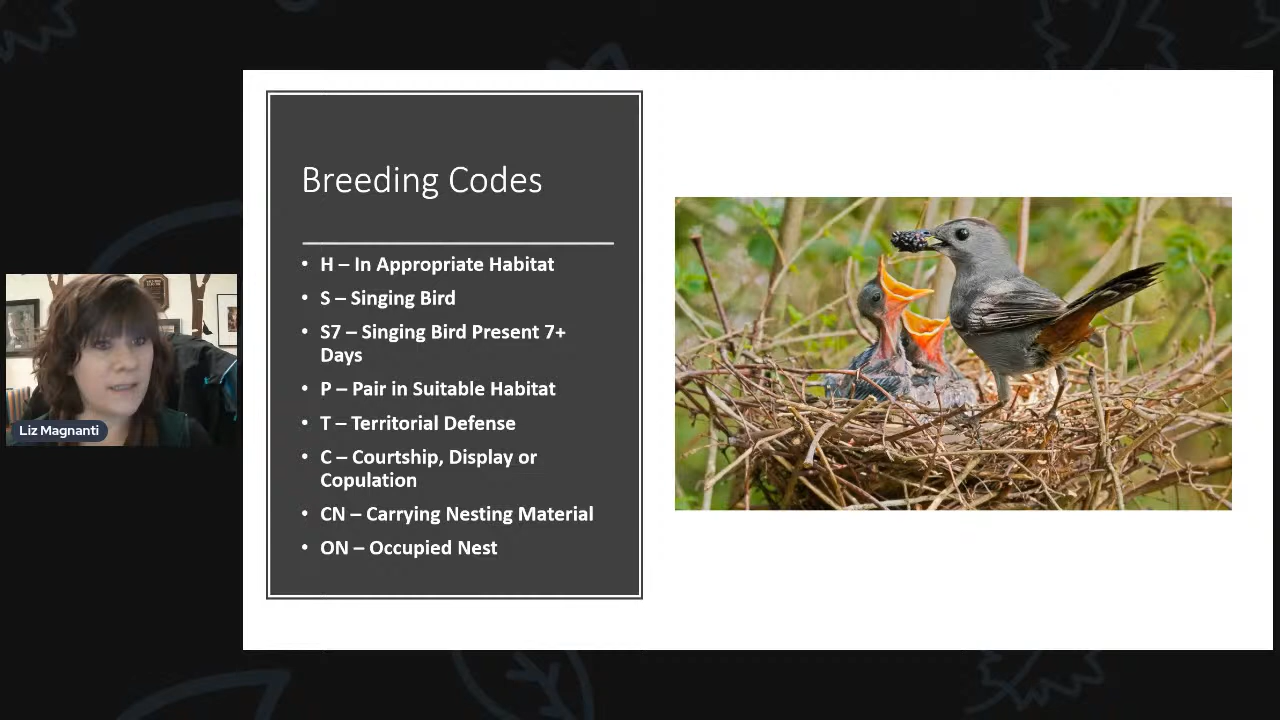 Breeding Codes
• H – In Appropriate Habitat
• S – Singing Bird
• S7 – Singing Bird Present 7+
Days
• P – Pair in Suitable Habitat
• T – Territorial Defense
• C – Courtship, Display or
Copulation
• CN – Carrying Nesting Material
• ON – Occupied Nest
Liz Magnanti